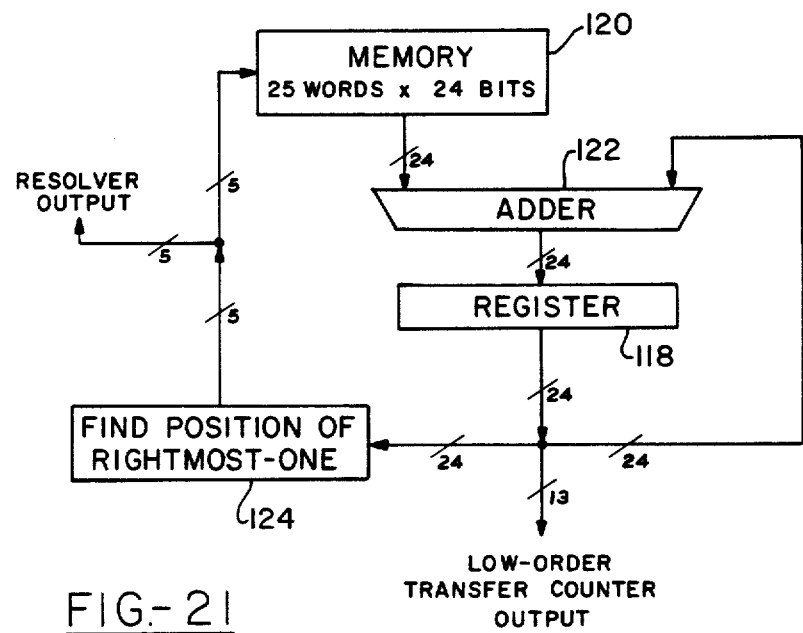 120
MEMORY
25 WORDS x 24 BITS
24
122
5
RESOLVER
OUTPUT
ADDER
5
24
5
REGISTER
118
24
FIND POSITION OF
RIGHTMOST-ONE
24
24
13
124
LOW-ORDER
TRANSFER COUNTER
OUTPUT
FIG.-21